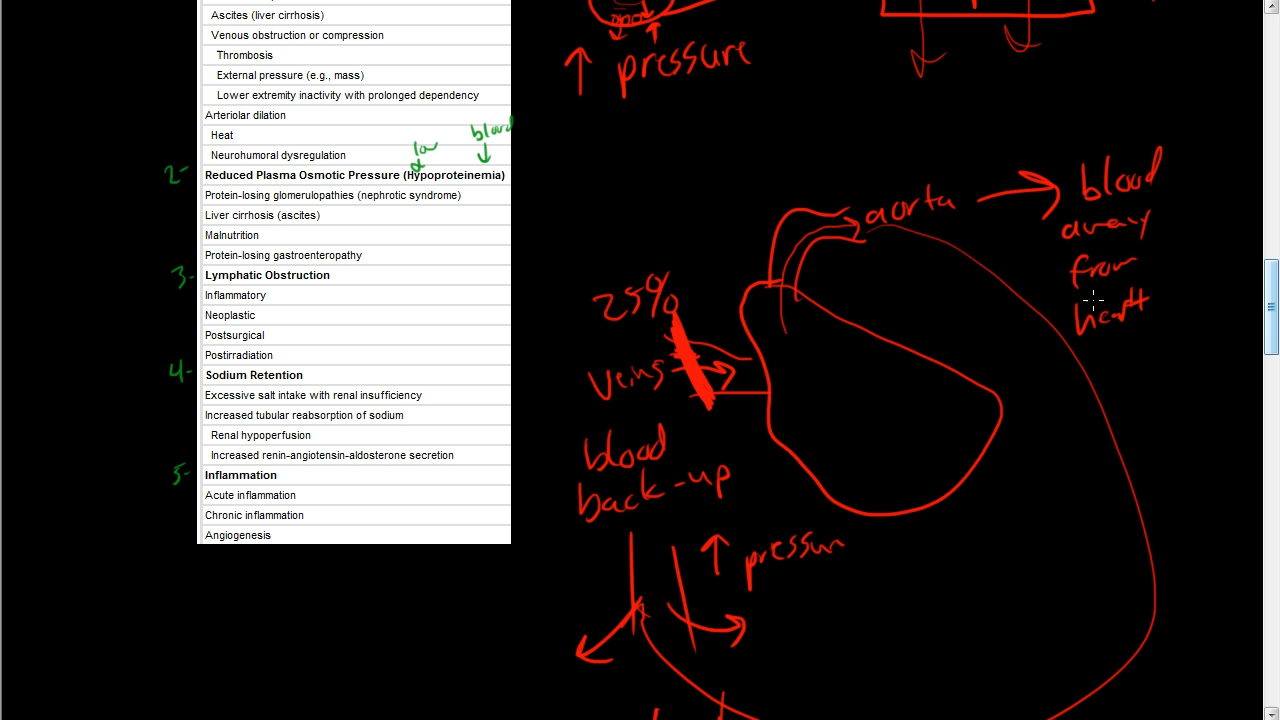 Ascites (liver cirrhosis)
Venous obstruction or compression
Thrombosis
External pressure (e.g., mass)
Lower extremity inactivity with prolonged dependency
Arteriolar dilation
Heat
Neurohumoral dysregulation
low
blood
2-
Reduced Plasma Osmotic Pressure (Hypoproteinemia)
Protein-losing glomerulopathies (nephrotic syndrome)
Liver cirrhosis (ascites)
Malnutrition
Protein-losing gastroenteropathy
3-
Lymphatic Obstruction
Inflammatory
Neoplastic
Postsurgical
Postirradiation
4-
Sodium Retention
Excessive salt intake with renal insufficiency
Increased tubular reabsorption of sodium
Renal hypoperfusion
Increased renin-angiotensin-aldosterone secretion
5-
Inflammation
Acute inflammation
Chronic inflammation
Angiogenesis
↑ pressure
aorta → blood
away
from
heart
25%
veins
blood
back-up
↑ pressure